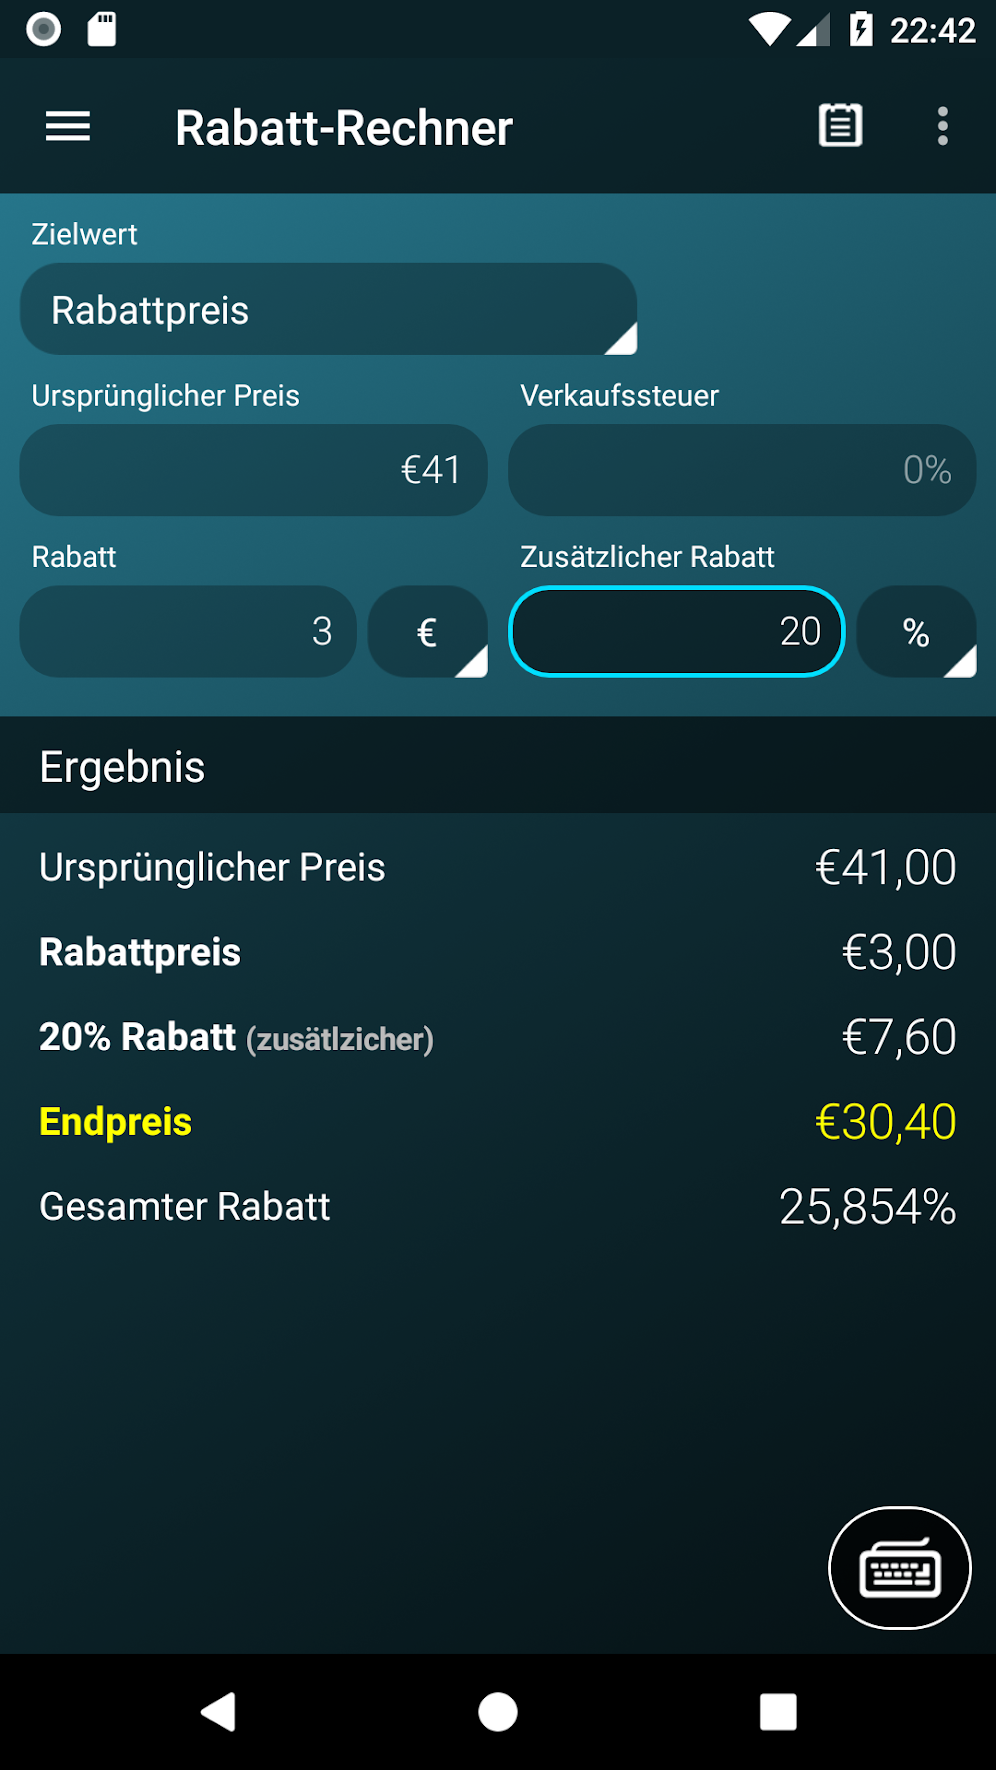 22:42
Rabatt-Rechner
Zielwert
Rabattpreis
Ursprünglicher Preis Verkaufssteuer
€41 0%
Rabatt Zusätzlicher Rabatt
3 € 20 %
Ergebnis
Ursprünglicher Preis €41,00
Rabattpreis €3,00
20% Rabatt (zusätlzicher) €7,60
Endpreis €30,40
Gesamter Rabatt 25,854%